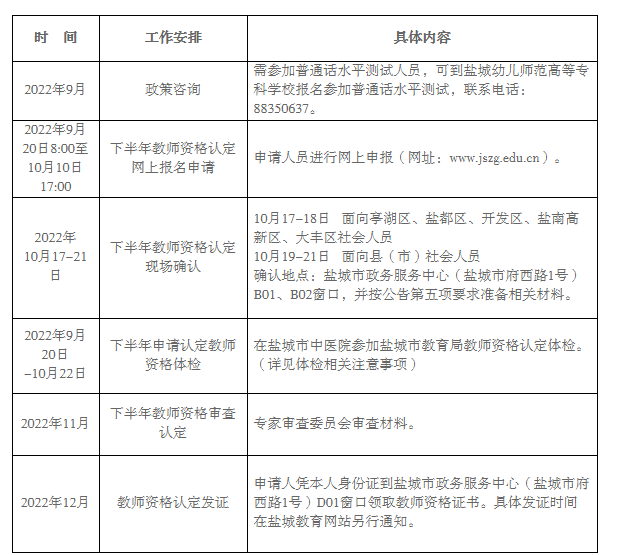 时　间
工作安排
具体内容
2022年9月
政策咨询
需参加普通话水平测试人员，可到盐城幼儿师范高等专
科学校报名参加普通话水平测试，联系电话：
88350637。
2022年9月
20日8:00至
10月10日
17:00
下半年教师资格认定
网上报名申请
申请人员进行网上申报（网址：www.jszg.edu.cn）。
2022年
10月17-21
日
下半年教师资格认定
现场确认
10月17-18日　面向亭湖区、盐都区、开发区、盐南高
新区、大丰区社会人员
10月19-21日　面向县（市）社会人员
确认地点：盐城市政务服务中心（盐城市府西路1号）
B01、B02窗口，并按公告第五项要求准备相关材料。
2022年9月
20日
-10月22日
下半年申请认定教师
资格体检
在盐城市中医院参加盐城市教育局教师资格认定体检。
（详见体检相关注意事项）
2022年11月
下半年教师资格审查
认定
专家审查委员会审查材料。
2022年12月
教师资格认定发证
申请人凭本人身份证到盐城市政务服务中心（盐城市府
西路1号）D01窗口领取教师资格证书。具体发证时间
在盐城教育网站另行通知。